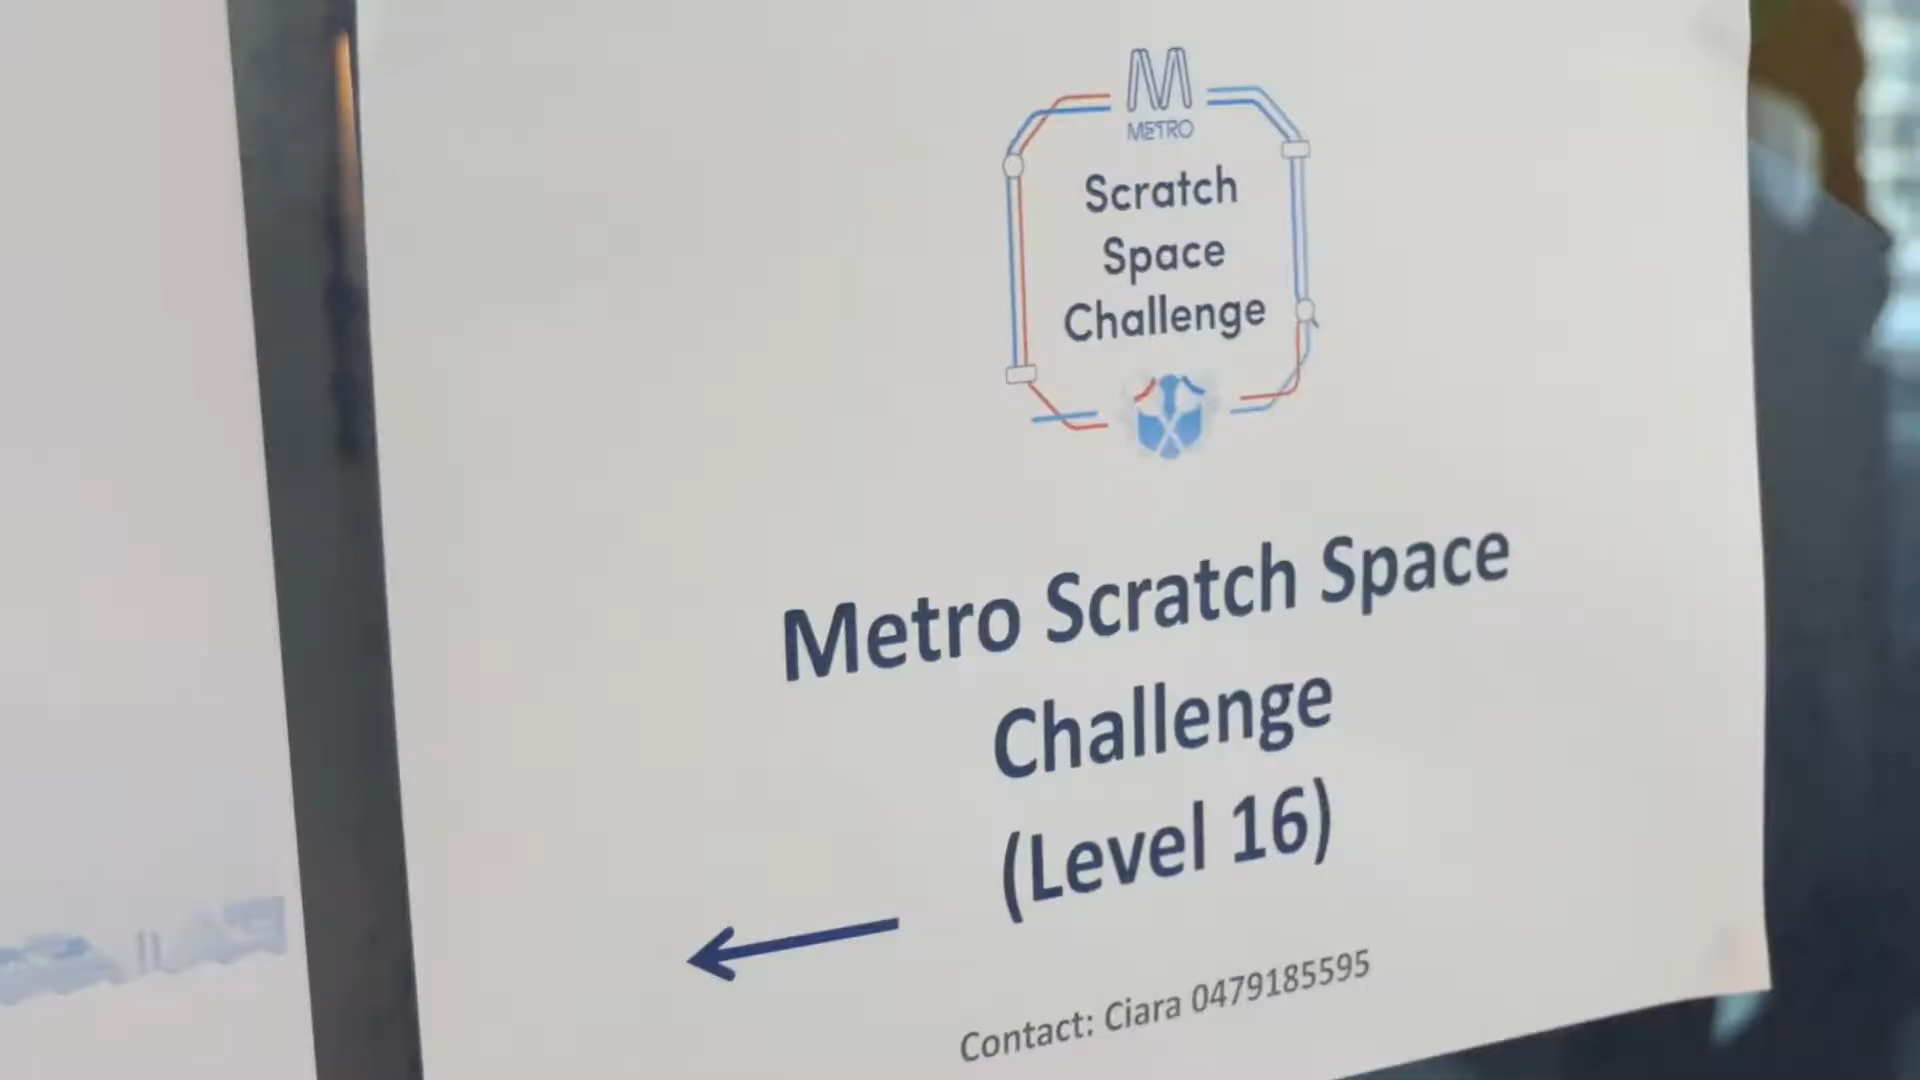 METRO
Scratch
Space
Challenge
Metro Scratch Space
Challenge
(Level 16)
Contact: Ciara 0479185595